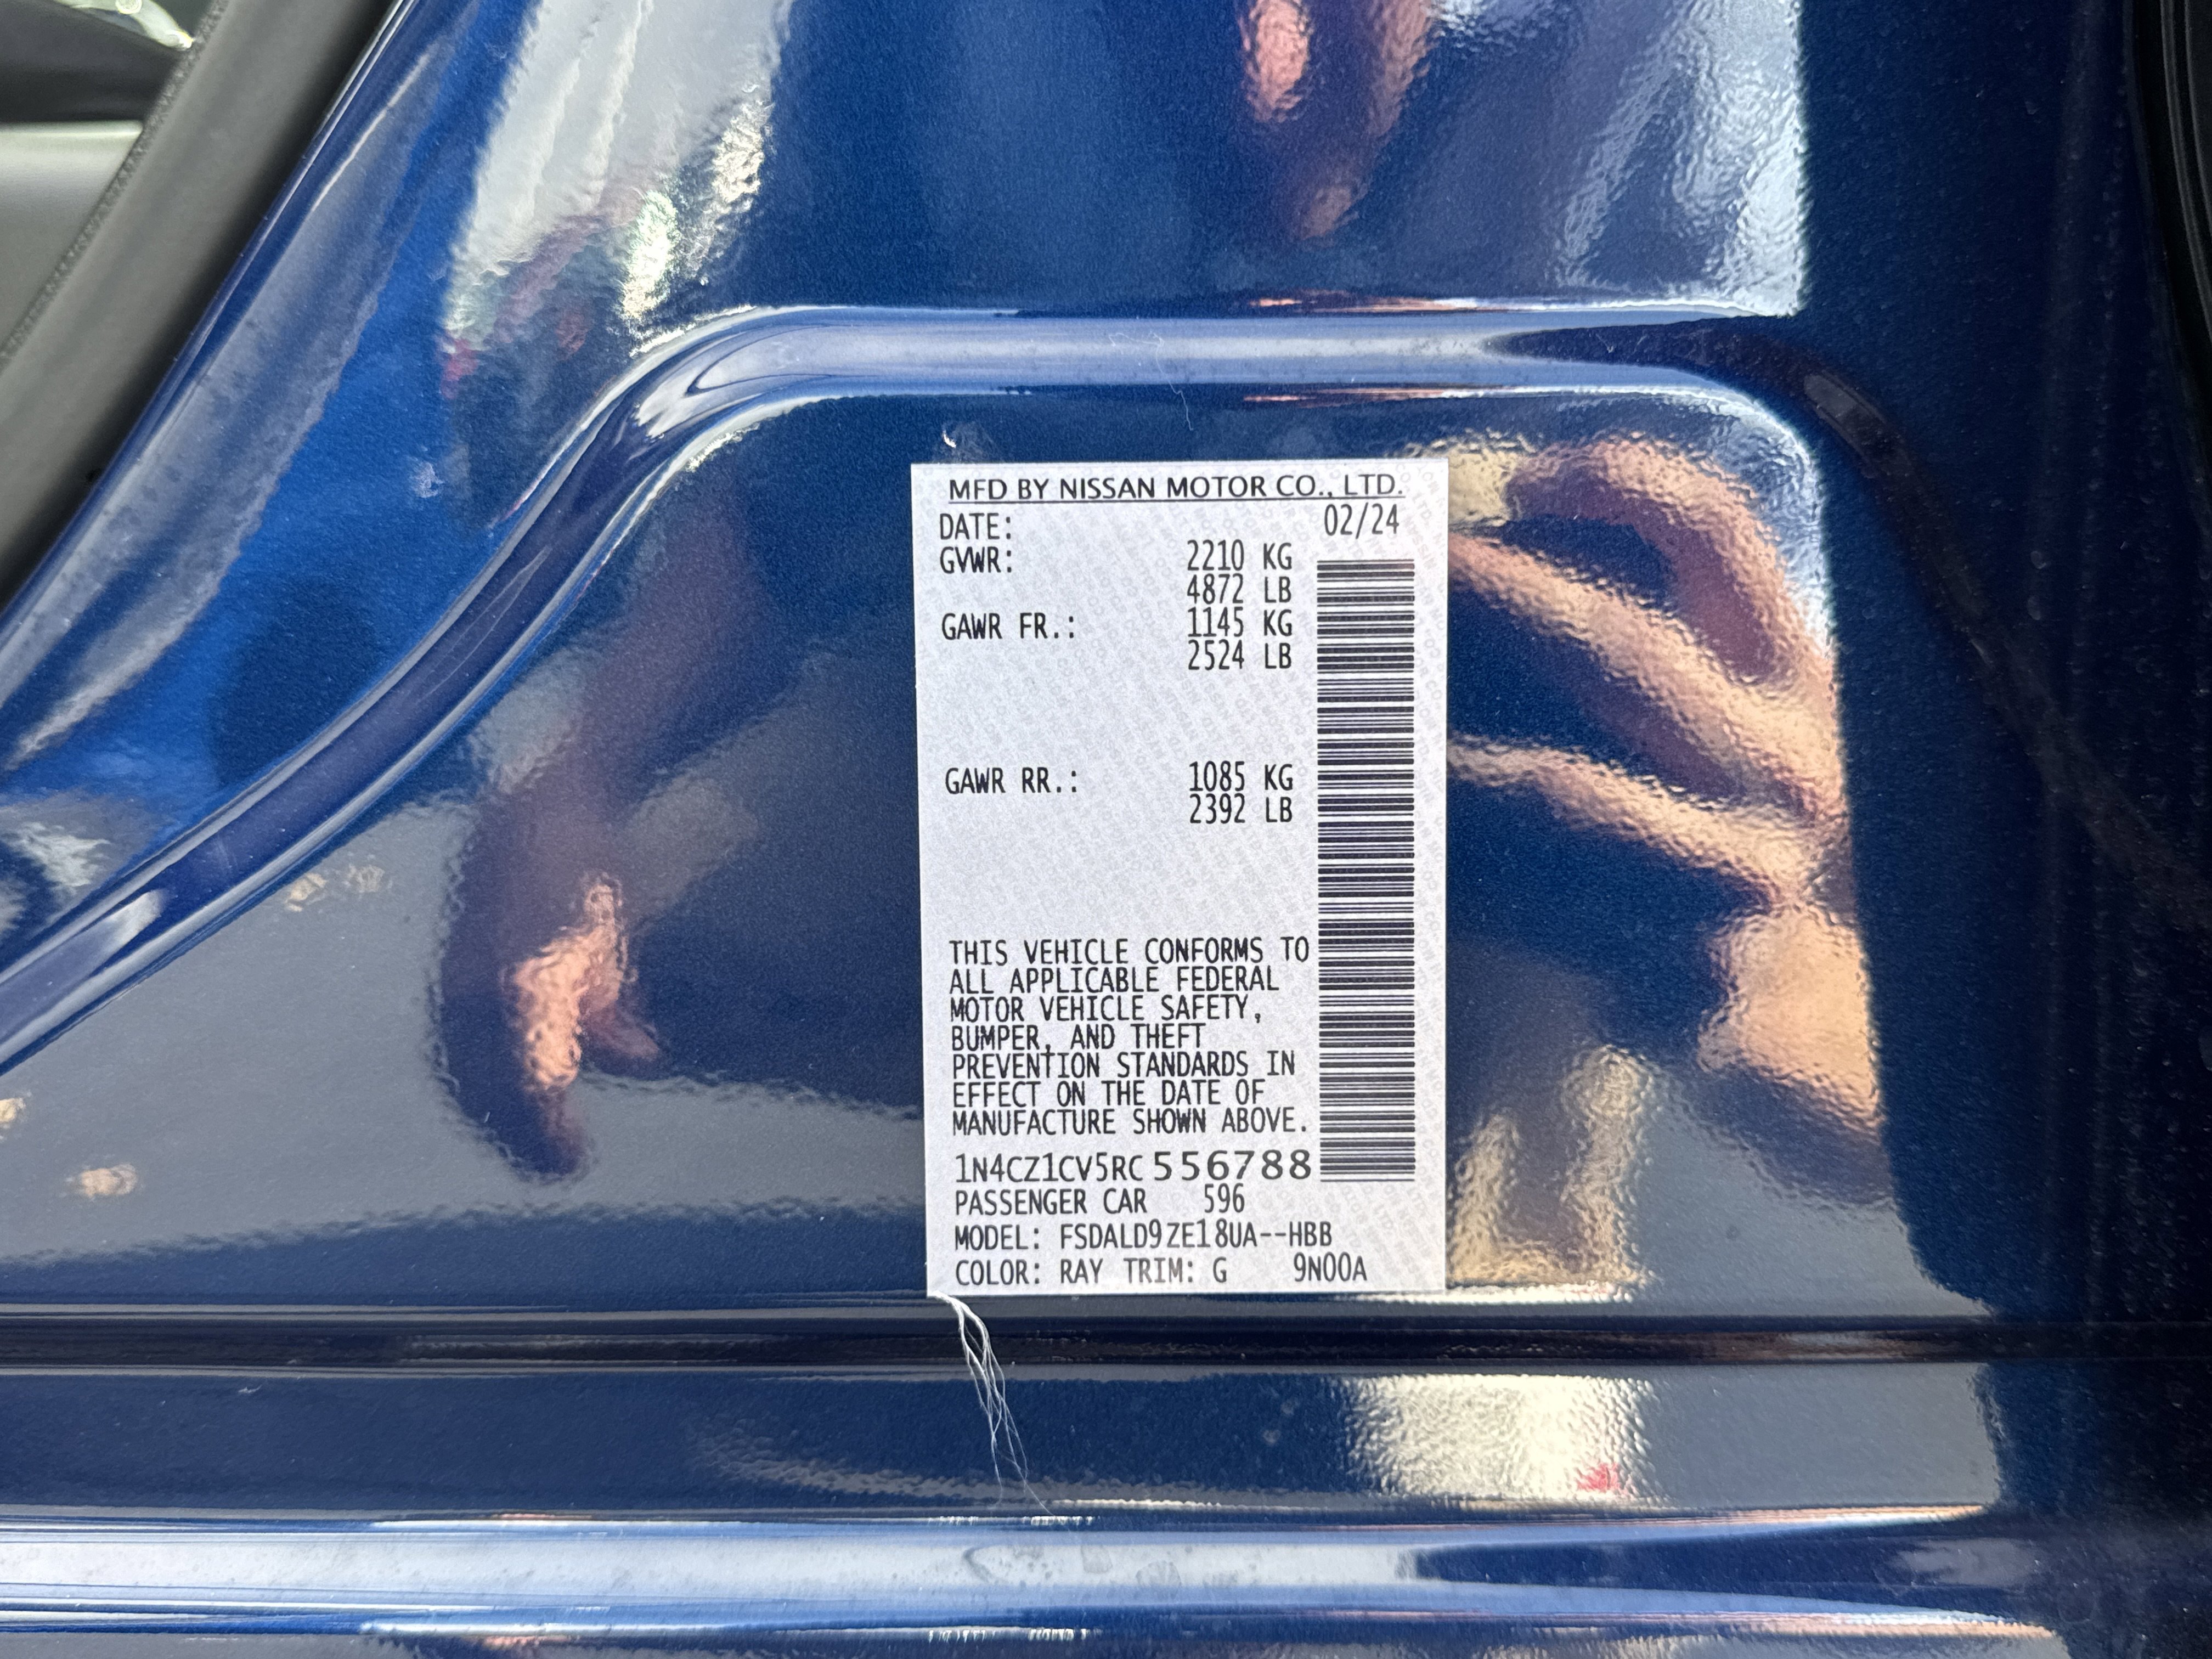 MFD BY NISSAN MOTOR CO., LTD.
DATE: 02/24
GVWR: 2210 KG
4872 LB
GAWR FR.: 1145 KG
2524 LB
GAWR RR.: 1085 KG
2392 LB
THIS VEHICLE CONFORMS TO
ALL APPLICABLE FEDERAL
MOTOR VEHICLE SAFETY,
BUMPER, AND THEFT
PREVENTION STANDARDS IN
EFFECT ON THE DATE OF
MANUFACTURE SHOWN ABOVE.
1N4CZ1CV5RC556788
PASSENGER CAR 596
MODEL: FSDALD9ZE18UA--HBB
COLOR: RAY TRIM: G 9N00A